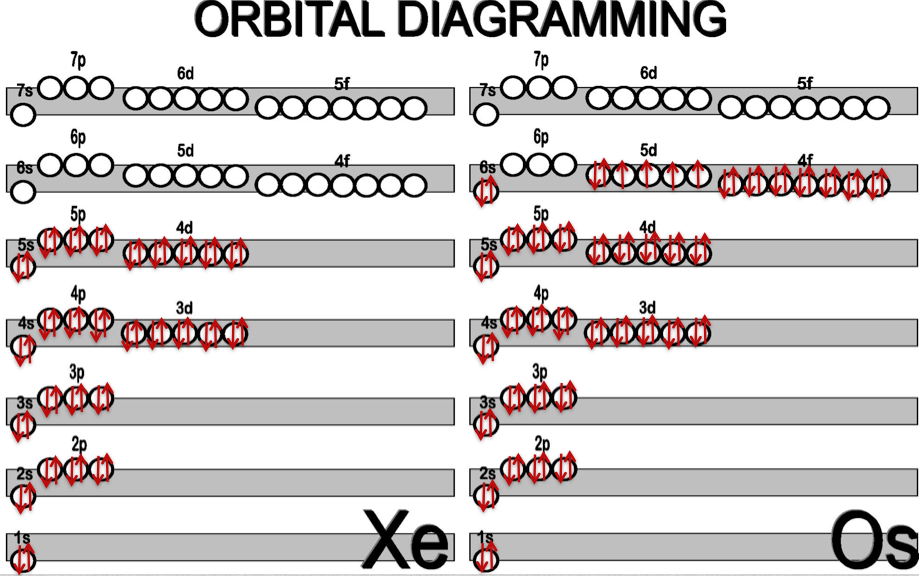 ORBITAL DIAGRAMMING
7s 7p 6d 5f
6s 6p 5d 4f
5s 5p 4d
4s 4p 3d
3s 3p
2s 2p
1s
Xe
7s 7p 6d 5f
6s 6p 5d 4f
5s 5p 4d
4s 4p 3d
3s 3p
2s 2p
1s
Os